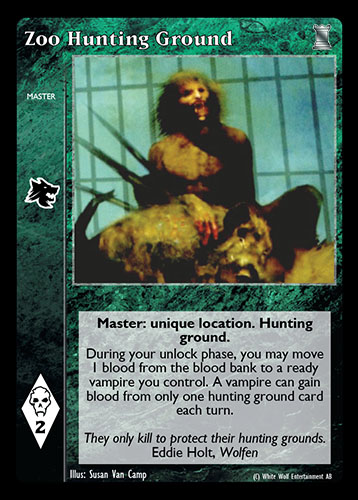 Zoo Hunting Ground
MASTER
Master: unique location. Hunting
ground.
During your unlock phase, you may move
1 blood from the blood bank to a ready
vampire you control. A vampire can gain
blood from only one hunting ground card
each turn.
They only kill to protect their hunting grounds.
Eddie Holt, Wolfen
2
Illus: Susan Van Camp
(C) White Wolf Entertainment AB